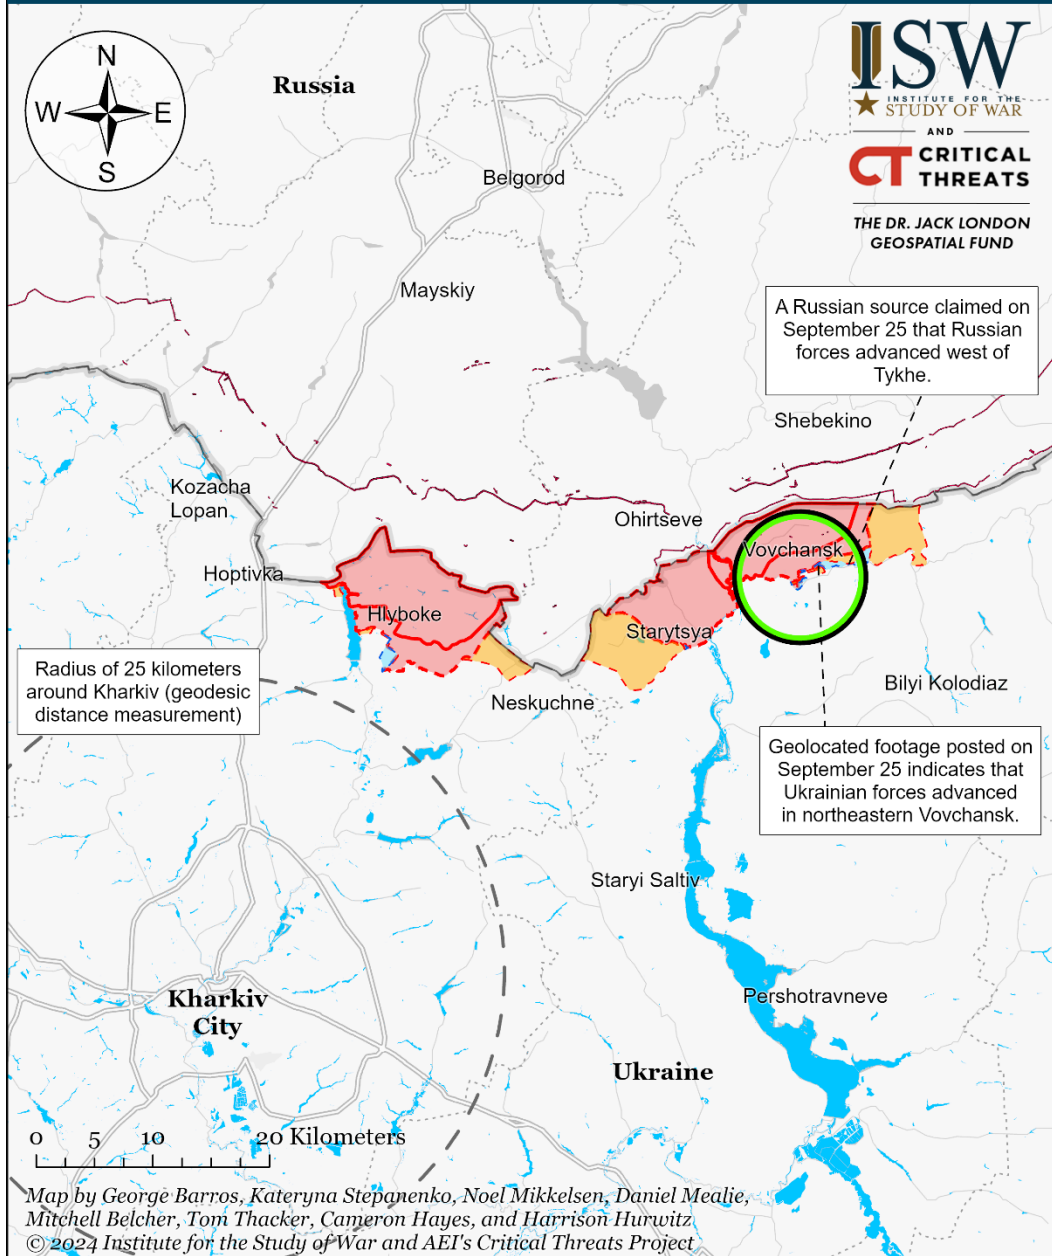 N
W
E
S
Russia
ISW
INSTITUTE FOR THE
STUDY OF WAR
AND
CT CRITICAL
THREATS
THE DR. JACK LONDON
GEOSPATIAL FUND
Belgorod
Mayskiy
A Russian source claimed on
September 25 that Russian
forces advanced west of
Tykhe.
Shebekino
Kozacha
Lopan
Ohirtseve
Vovchansk
Hoptivka
Hlyboke
Starytsya
Radius of 25 kilometers
around Kharkiv (geodesic
distance measurement)
Neskuchne
Bilyi Kolodiaz
Geolocated footage posted on
September 25 indicates that
Ukrainian forces advanced
in northeastern Vovchansk.
Staryi Saltiv
Kharkiv
City
Pershotravneve
Ukraine
0 5 10 20 Kilometers
Map by George Barros, Kateryna Stepanenko, Noel Mikkelsen, Daniel Mealie,
Mitchell Belcher, Tom Thacker, Cameron Hayes, and Harrison Hurwitz
© 2024 Institute for the Study of War and AEI's Critical Threats Project